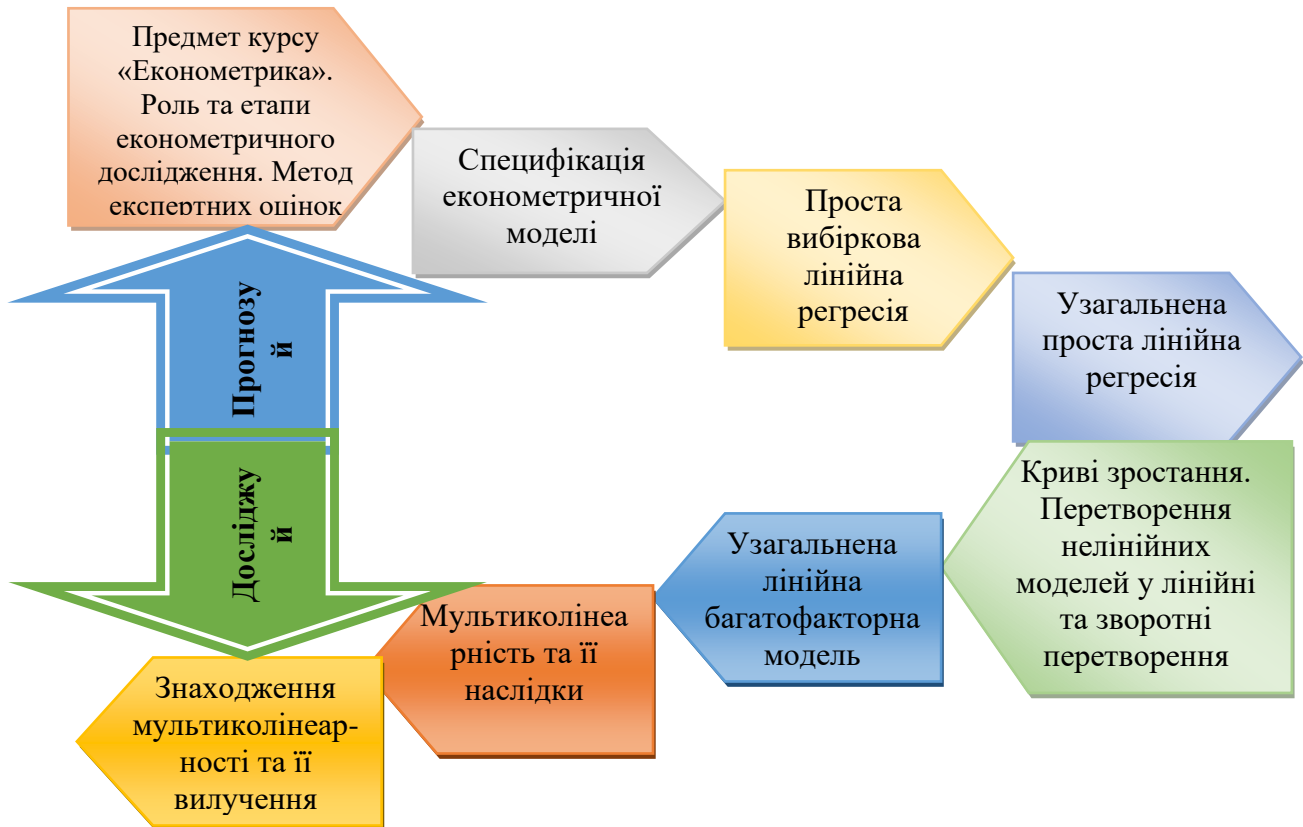 Предмет курсу
«Економетрика».
Роль та етапи
економетричного
дослідження. Метод
експертних оцінок
Специфікація
економетричної
моделі
Проста
вибіркова
лінійна
регресія
Узагальнена
проста лінійна
регресія
Криві зростання.
Перетворення
нелінійних
моделей у лінійні
та зворотні
перетворення
Узагальнена
лінійна
багатофакторна
модель
Мультиколінеа
рність та її
наслідки
Знаходження
мультиколінеар-
ності та її
вилучення
Прогнозу
й
Досліджу
й